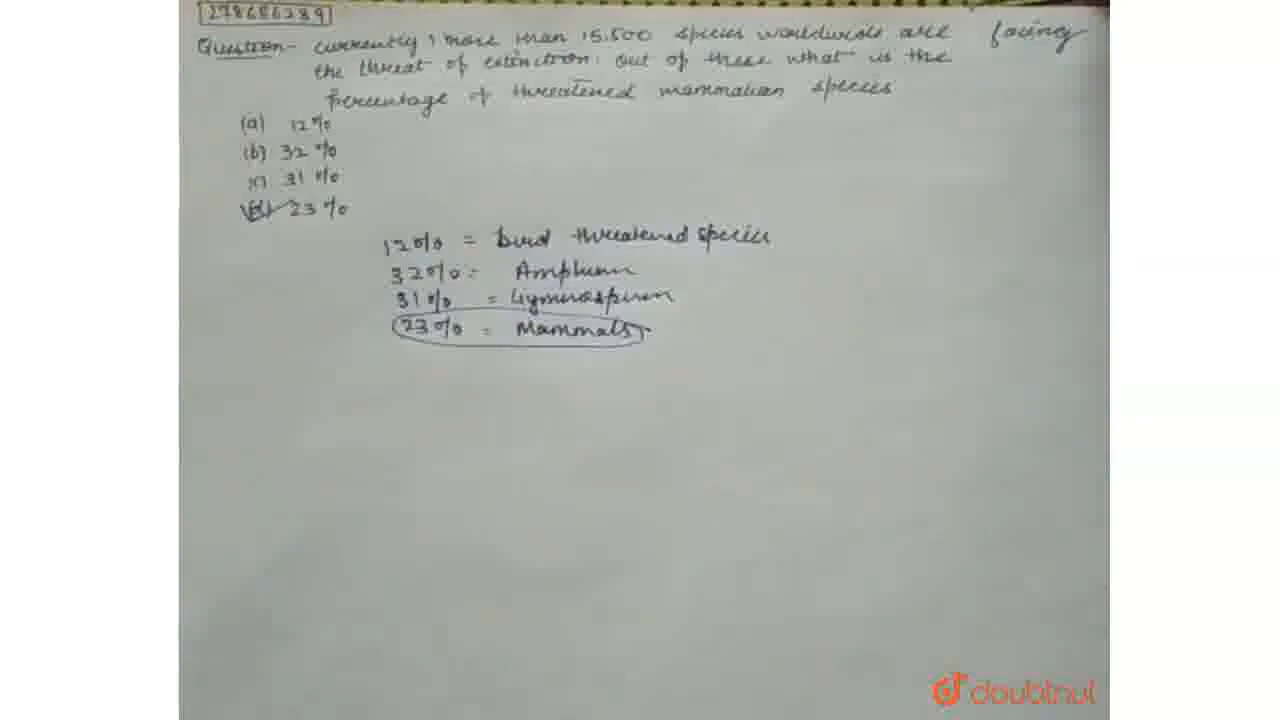 278686289
Question- currently, more than 15,500 species worldwide are facing
the threat of extinction. out of these what is the
percentage of threatened mammalian species
(a) 12%
(b) 32%
(c) 31%
(d) 23%
12% = bird threatened species
32% = Amphibian
31% = Gymnosperm
23% = Mammals
doubtnut